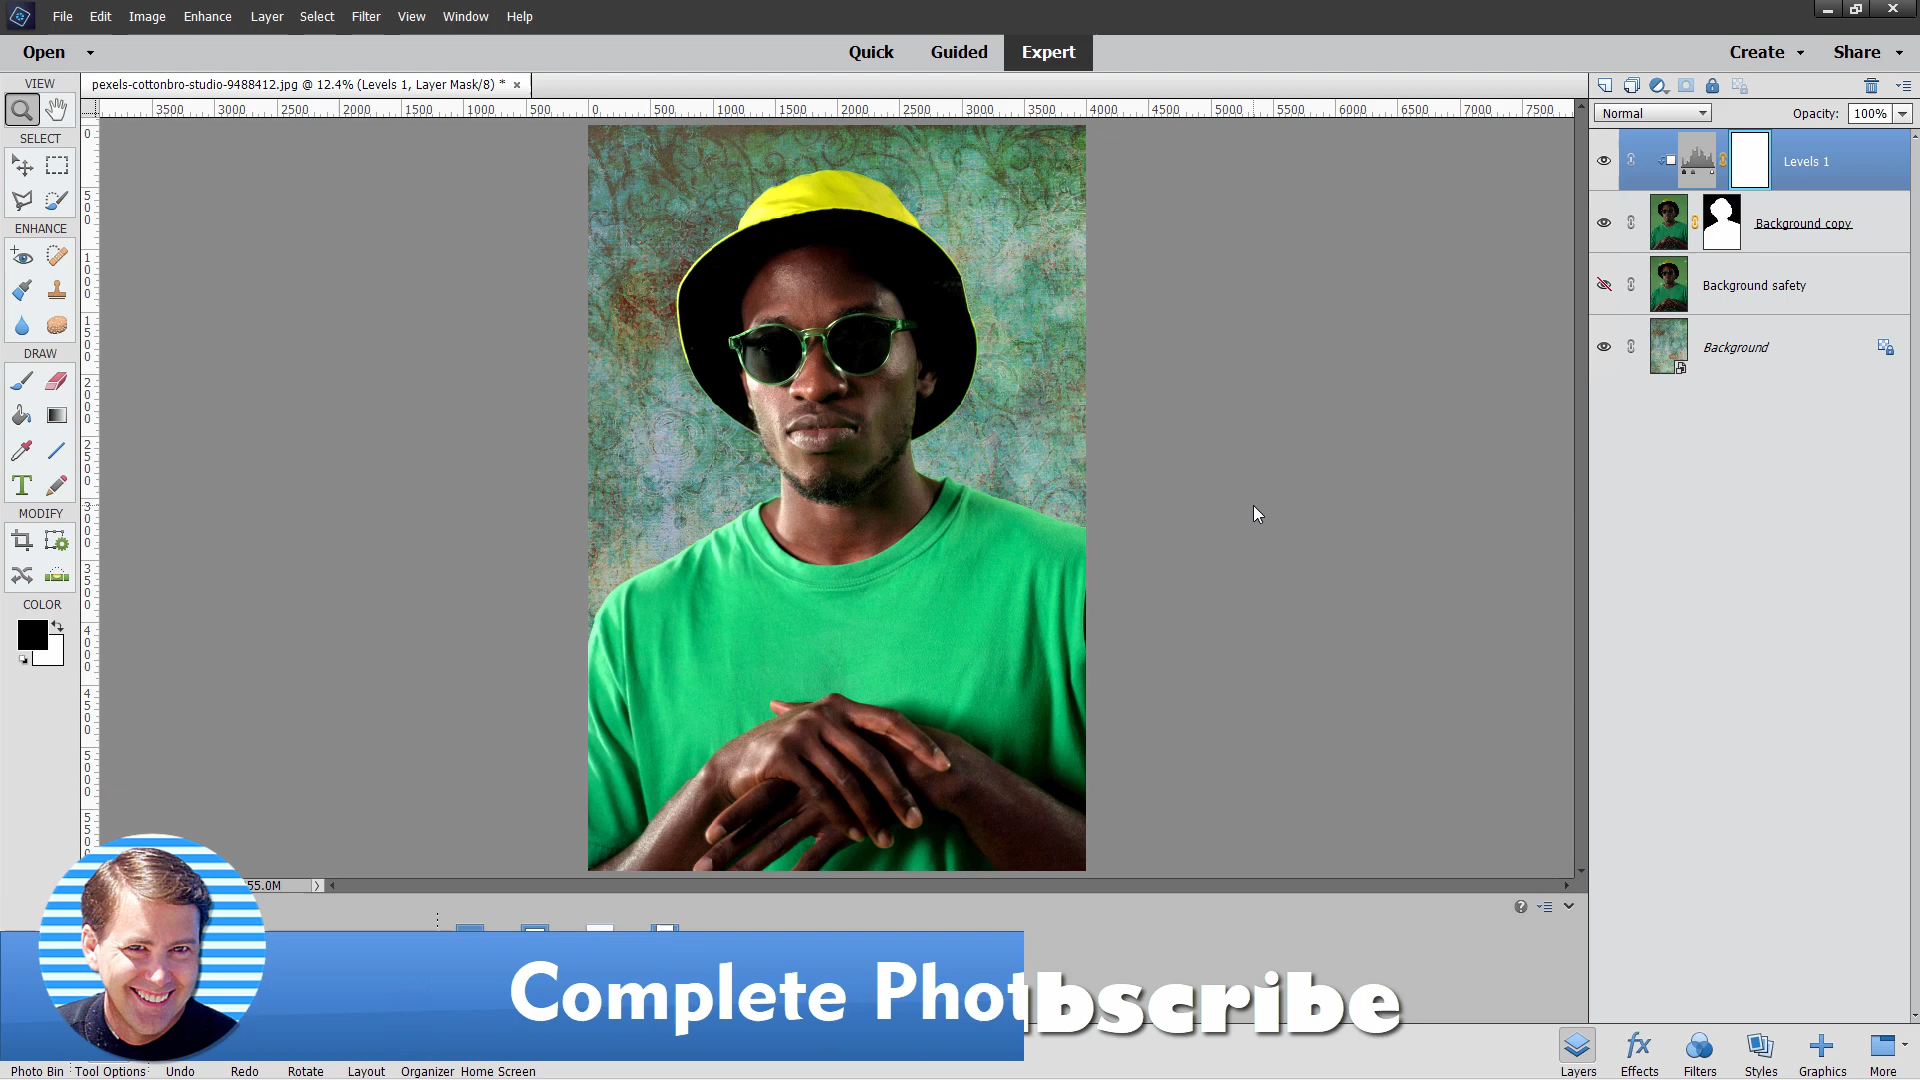 File Edit Image Enhance Layer Select Filter View Window Help
Open Quick Guided Expert Create Share
VIEW
pexels-cottonbro-studio-9488412.jpg @ 12.4% (Levels 1, Layer Mask/8) *
3500 3000 2500 2000 1500 1000 500 0 500 1000 1500 2000 2500 3000 3500 4000 4500 5000 5500 6000 6500 7000 7500
Normal Opacity: 100%
SELECT
Levels 1
Background copy
ENHANCE
Background safety
Background
DRAW
T
MODIFY
COLOR
55.0M
Complete Phot
bscribe
Photo Bin Tool Options Undo Redo Rotate Layout Organizer Home Screen
fx
Layers Effects Filters Styles Graphics More